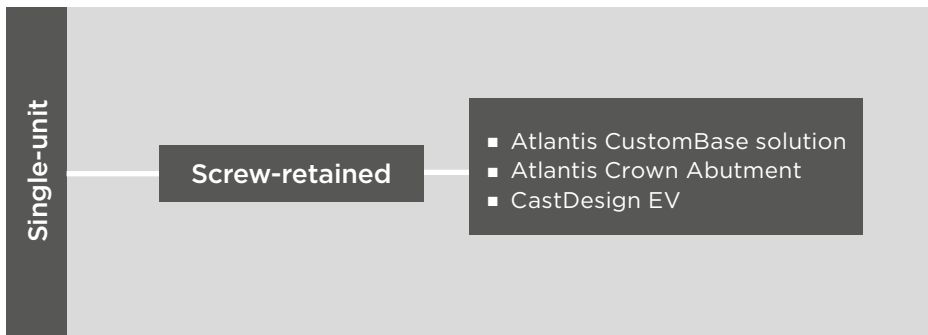 Single-unit
Screw-retained
■ Atlantis CustomBase solution
■ Atlantis Crown Abutment
■ CastDesign EV